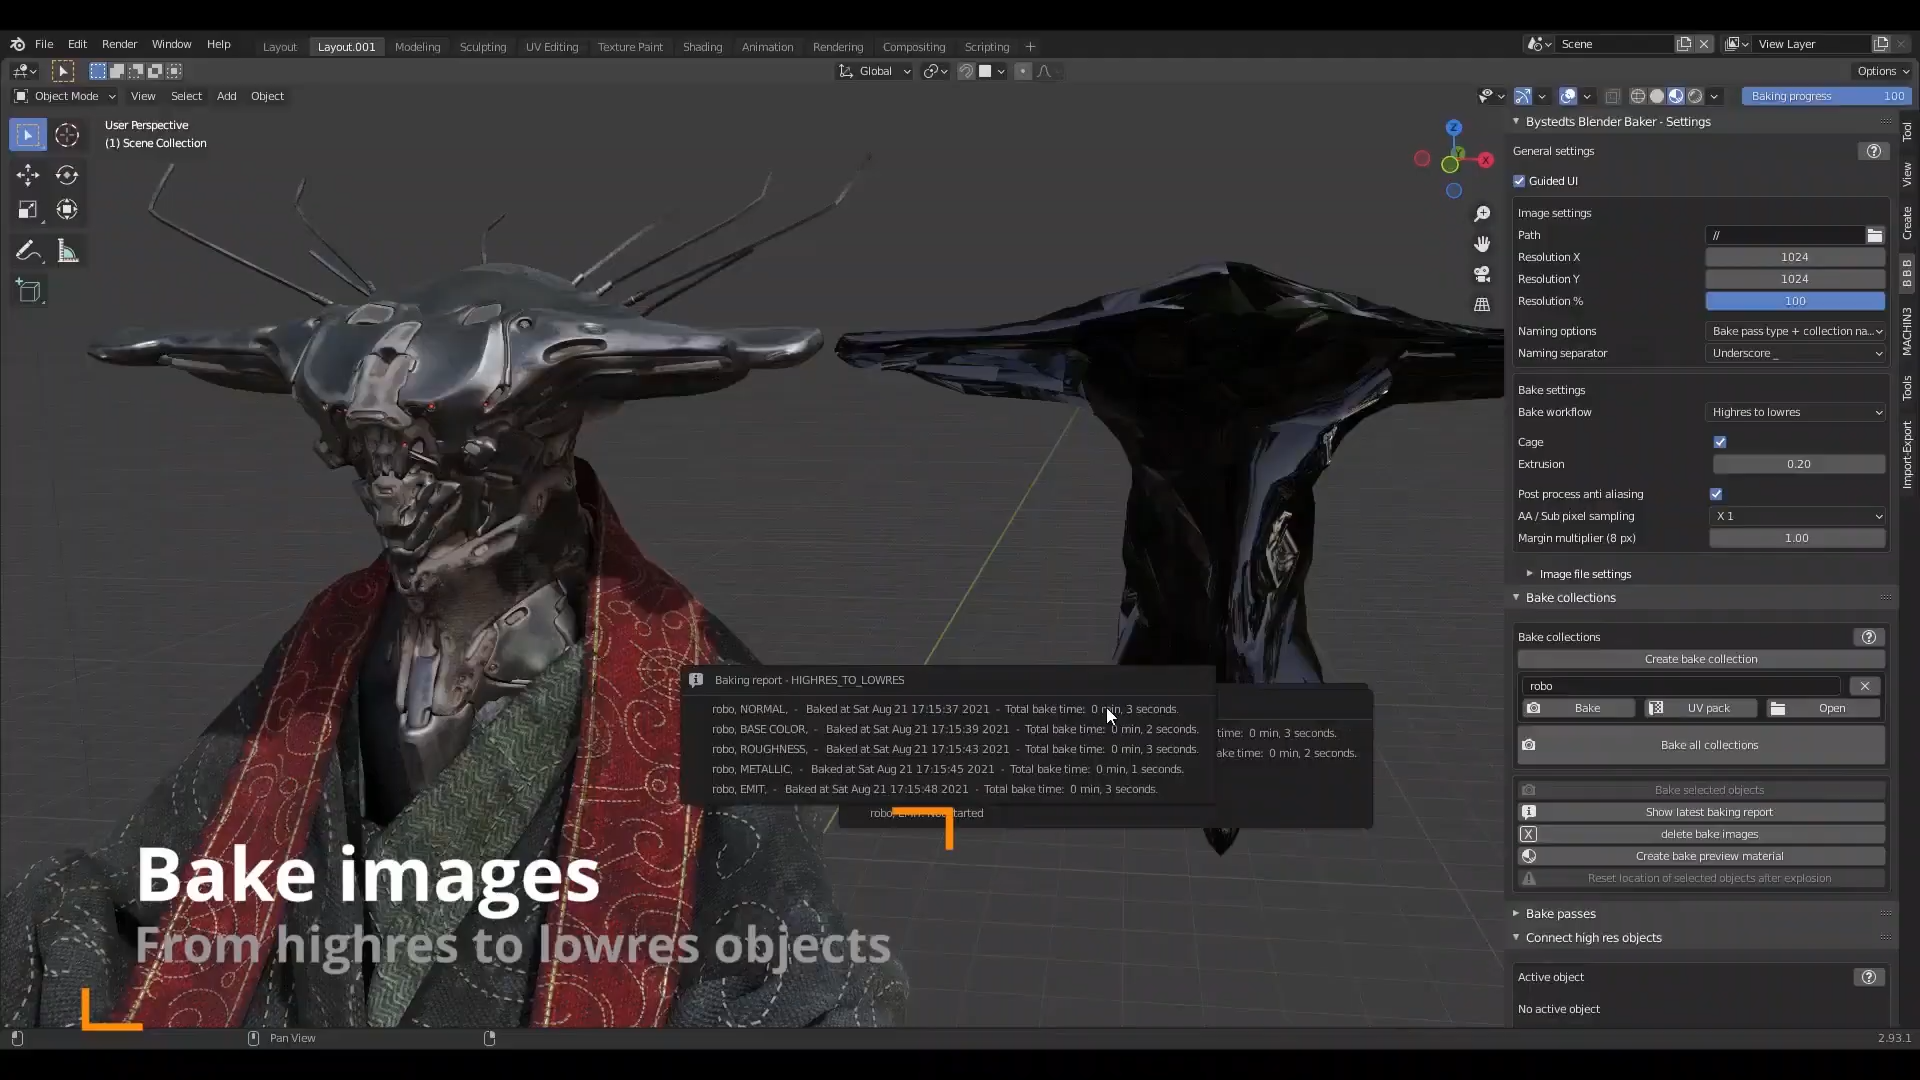 File Edit Render Window Help
Layout Layout.001 Modeling Sculpting UV Editing Texture Paint Shading Animation Rendering Compositing Scripting +
Scene View Layer
Global Options
Object Mode View Select Add Object
Baking progress 100
User Perspective
(1) Scene Collection
Z
Y
X
Bystedts Blender Baker - Settings
General settings
Guided UI
Image settings
Path //
Resolution X 1024
Resolution Y 1024
Resolution % 100
Naming options Bake pass type + collection na...
Naming separator Underscore _
Bake settings
Bake workflow Highres to lowres
Cage
Extrusion 0.20
Post process anti aliasing
AA / Sub pixel sampling X 1
Margin multiplier (8 px) 1.00
Image file settings
Bake collections
Bake collections
Create bake collection
robo
Bake UV pack Open
Bake all collections
Bake selected objects
Show latest baking report
delete bake images
Create bake preview material
Reset location of selected objects after explosion
Bake passes
Connect high res objects
Active object
No active object
Tool
View
Create
B B B
MACHIN3
Tools
Import-Export
Baking report - HIGHRES_TO_LOWRES
robo, NORMAL, - Baked at Sat Aug 21 17:15:37 2021 - Total bake time: 0 min, 3 seconds.
robo, BASE COLOR, - Baked at Sat Aug 21 17:15:39 2021 - Total bake time: 0 min, 2 seconds.
robo, ROUGHNESS, - Baked at Sat Aug 21 17:15:43 2021 - Total bake time: 0 min, 3 seconds.
robo, METALLIC, - Baked at Sat Aug 21 17:15:45 2021 - Total bake time: 0 min, 1 seconds.
robo, EMIT, - Baked at Sat Aug 21 17:15:48 2021 - Total bake time: 0 min, 3 seconds.
time: 0 min, 3 seconds.
ake time: 0 min, 2 seconds.
robo,
Bake images
From highres to lowres objects
Pan View
2.93.1